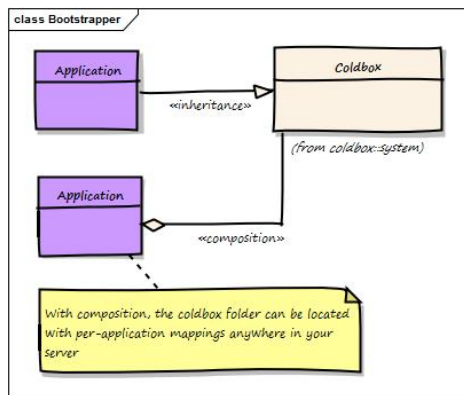 class Bootstrapper
Application
Coldbox
«inheritance»
(from coldbox::system)
Application
«composition»
With composition, the coldbox folder can be located
with per-application mappings anywhere in your
server